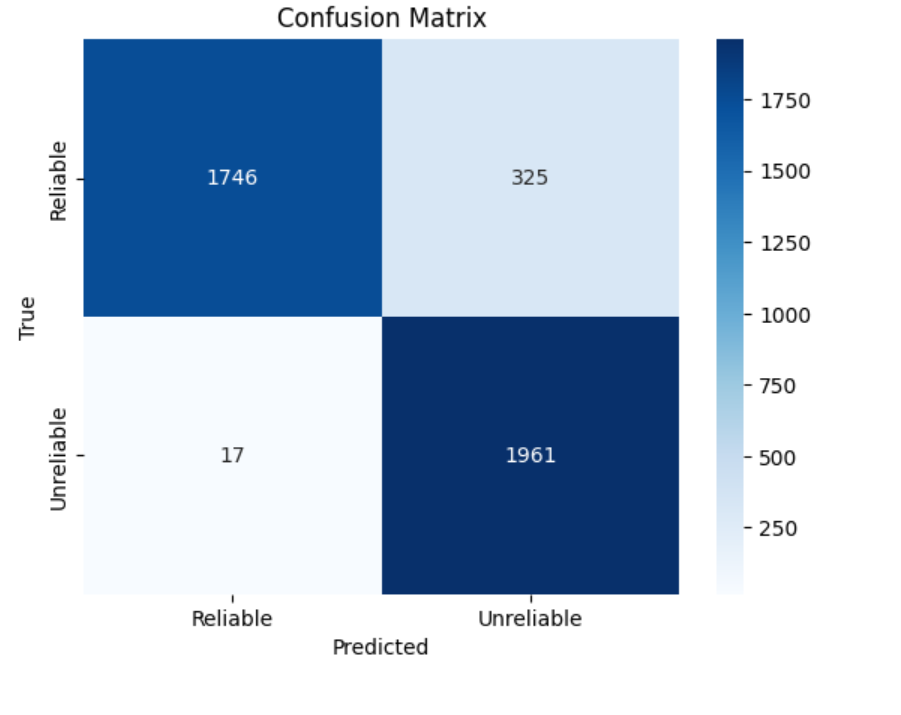 Confusion Matrix
Reliable
1746
325
1750
1500
1250
1000
750
500
250
True
Unreliable
17
1961
Reliable
Unreliable
Predicted